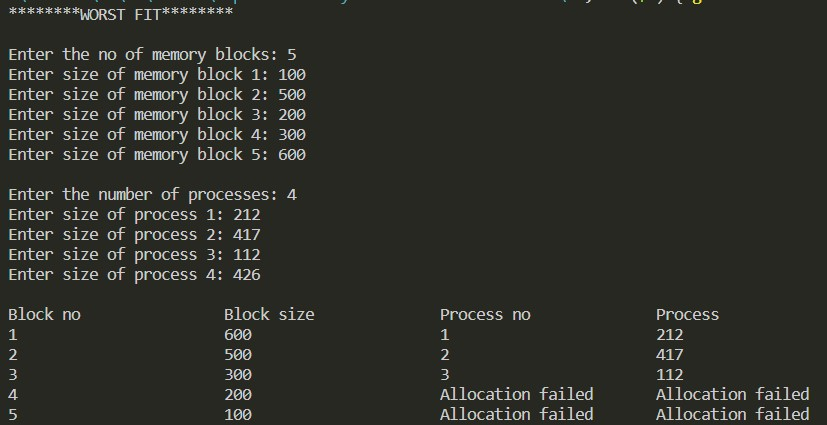 ********WORST FIT********
Enter the no of memory blocks: 5
Enter size of memory block 1: 100
Enter size of memory block 2: 500
Enter size of memory block 3: 200
Enter size of memory block 4: 300
Enter size of memory block 5: 600
Enter the number of processes: 4
Enter size of process 1: 212
Enter size of process 2: 417
Enter size of process 3: 112
Enter size of process 4: 426
Block no Block size Process no Process
1 600 1 212
2 500 2 417
3 300 3 112
4 200 Allocation failed Allocation failed
5 100 Allocation failed Allocation failed